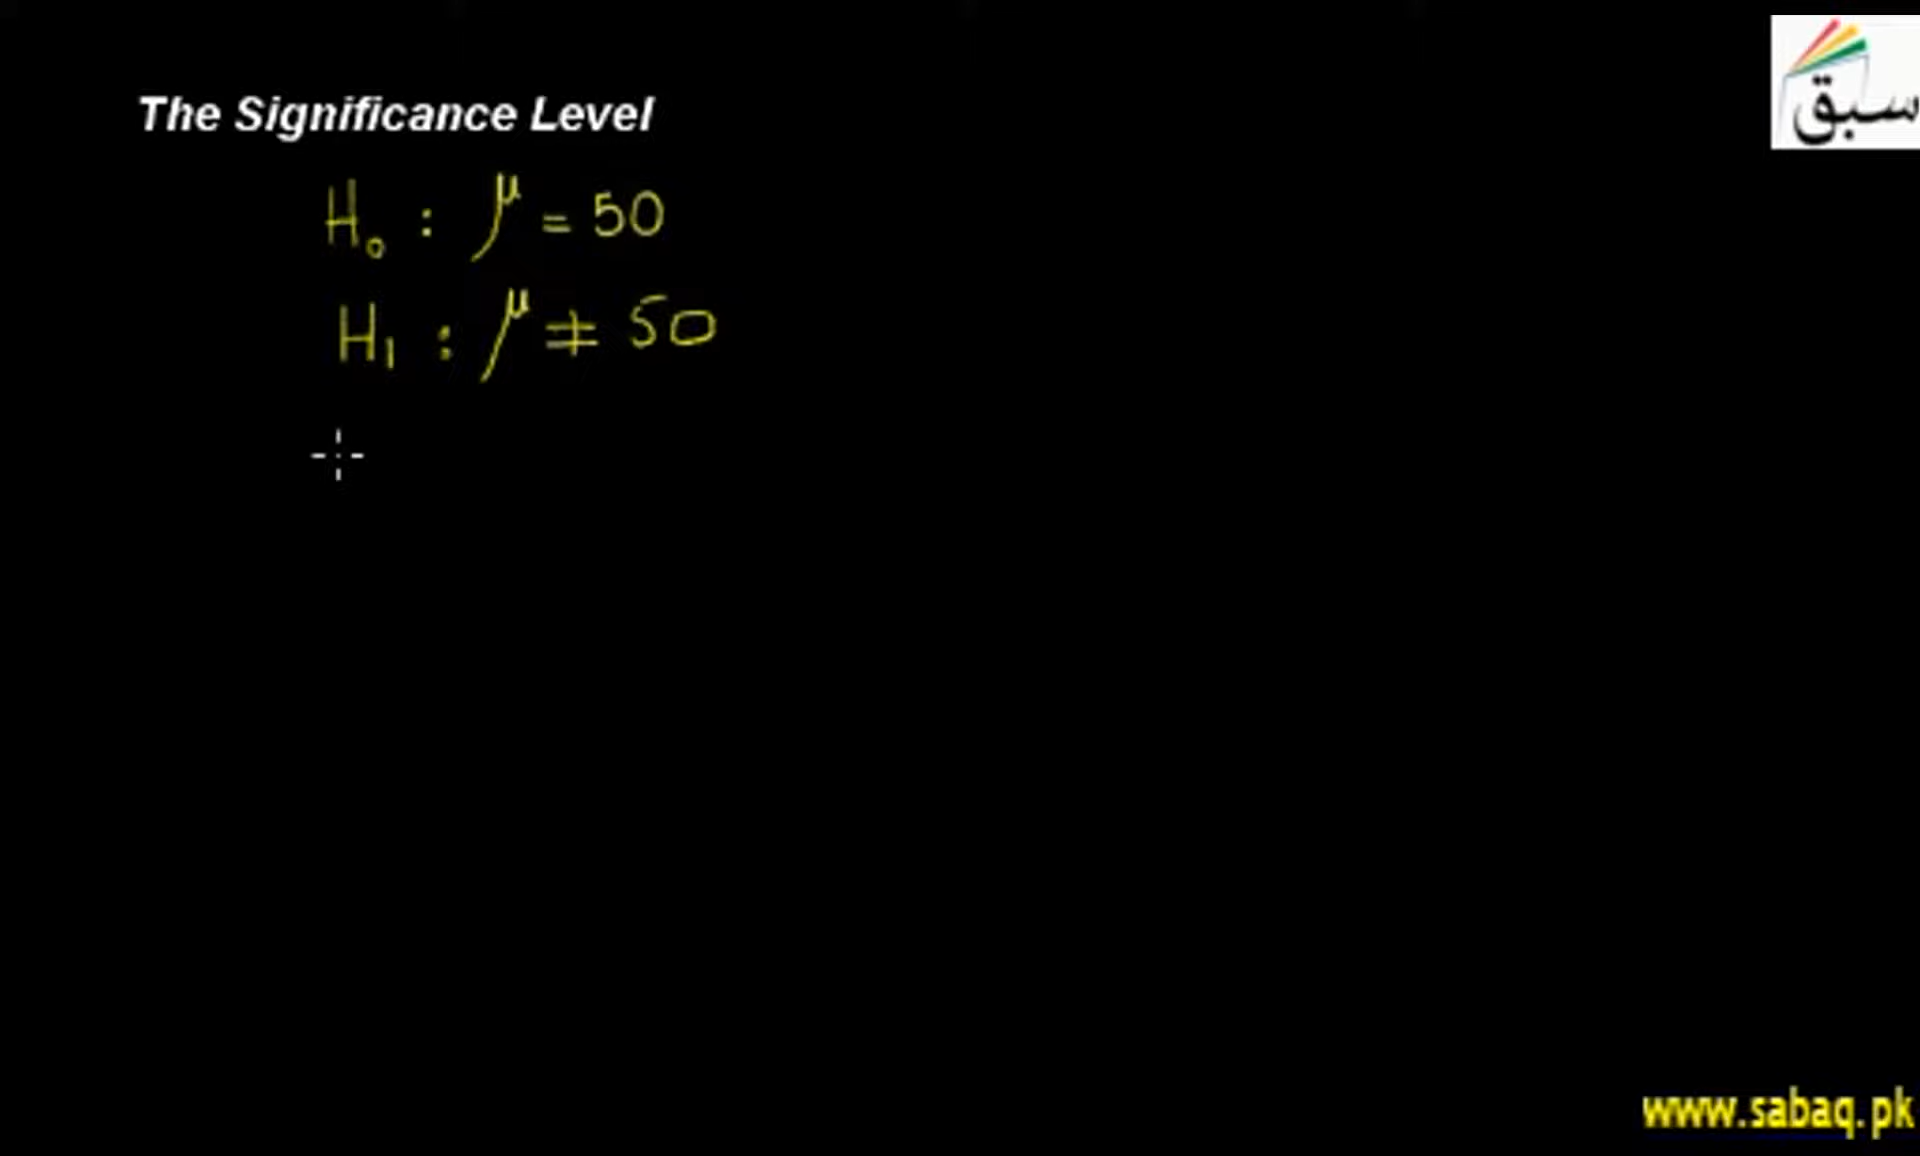 The Significance Level
سبق
H₀ : μ = 50
H₁ : μ ≠ 50
www.sabaq.pk